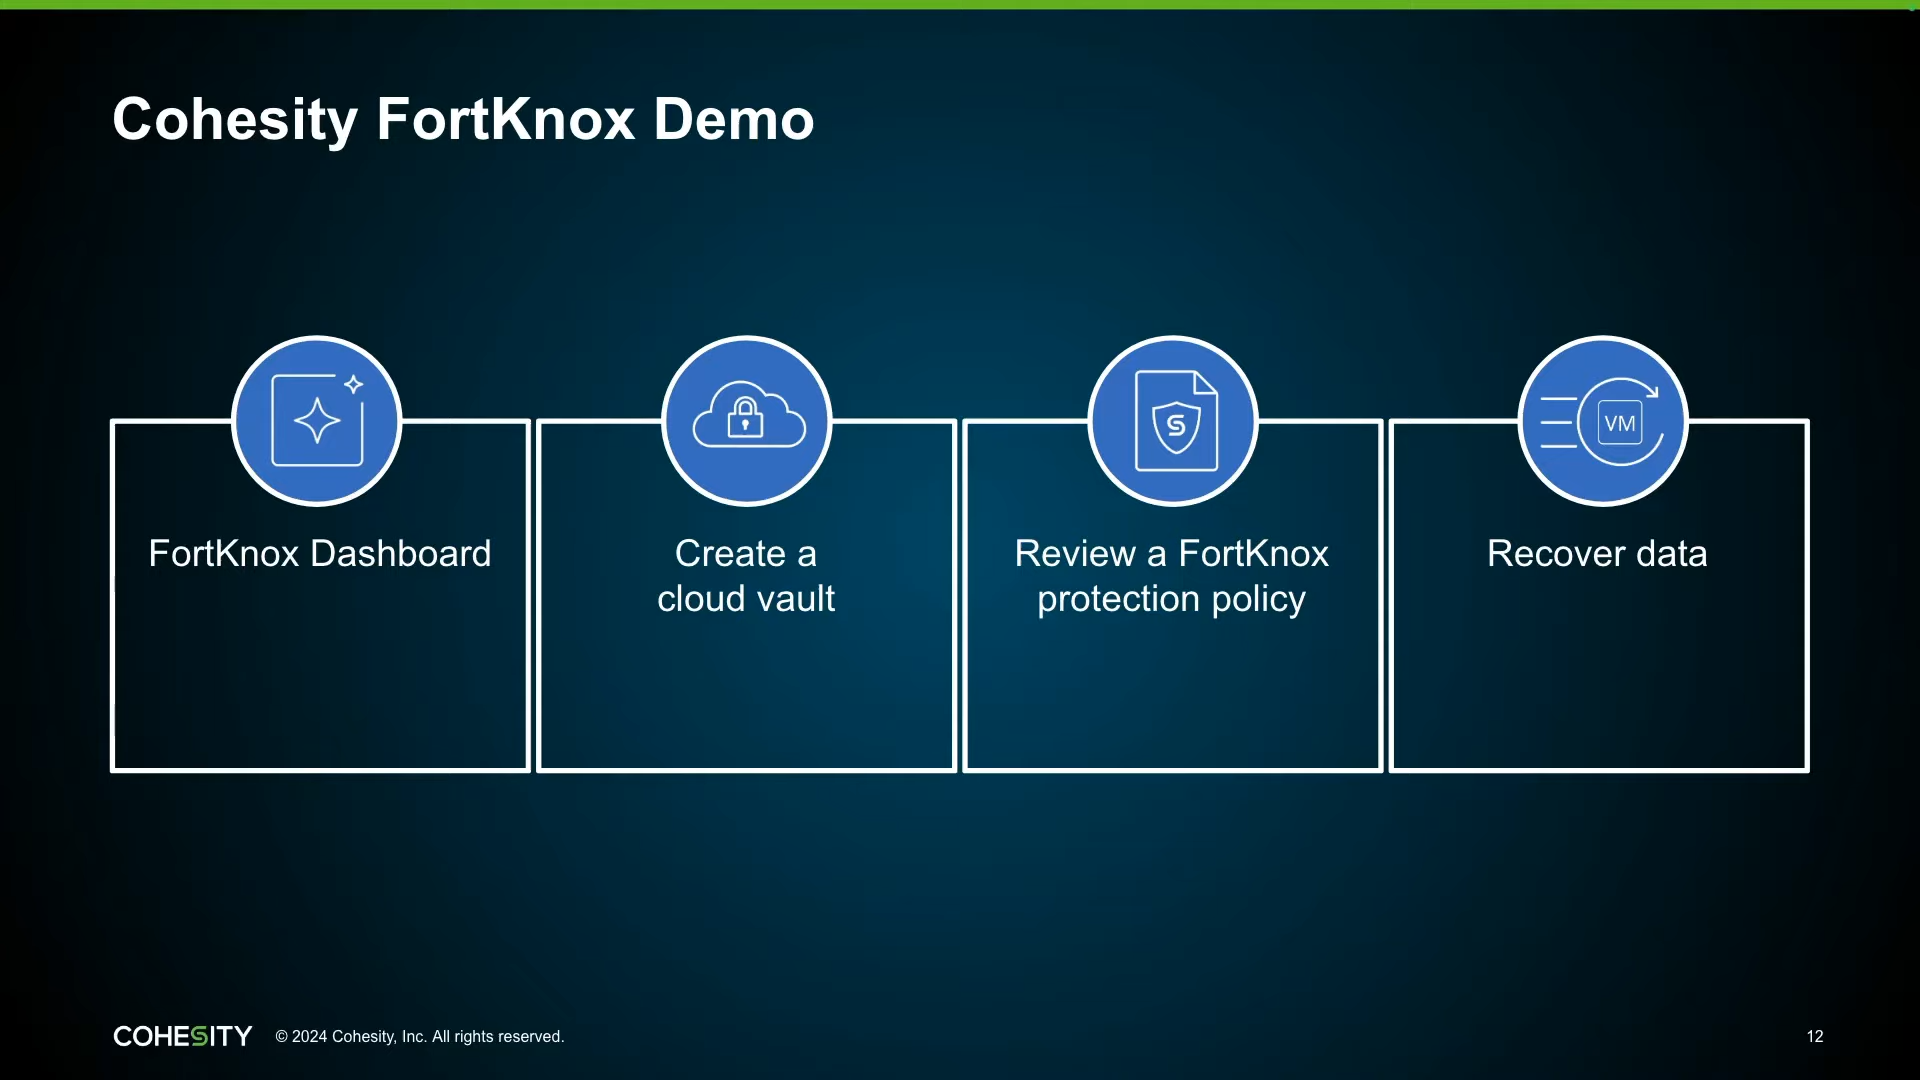 Cohesity FortKnox Demo
VM
FortKnox Dashboard
Create a
cloud vault
Review a FortKnox
protection policy
Recover data
COHESITY © 2024 Cohesity, Inc. All rights reserved.
12